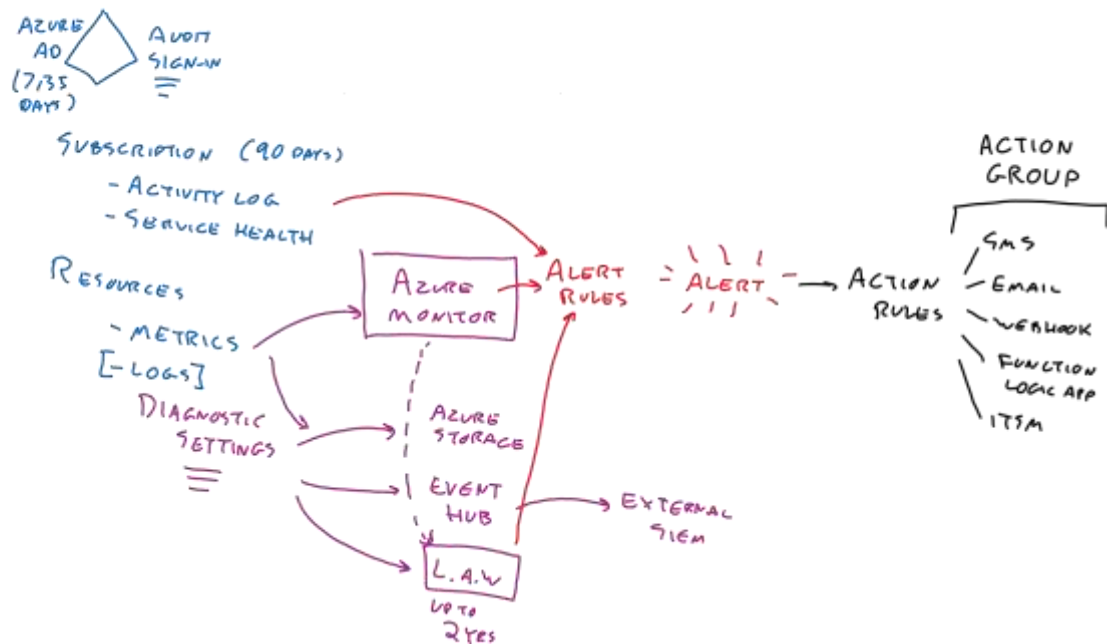 AZURE
AD
(7,35
DAYS)
AUDIT
SIGN-IN
SUBSCRIPTION (90 DAYS)
- ACTIVITY LOG
- SERVICE HEALTH
RESOURCES
- METRICS
[-LOGS]
DIAGNOSTIC
SETTINGS
AZURE
MONITOR
AZURE
STORAGE
EVENT
HUB
L.A.W
UP TO
2 YRS
EXTERNAL
SIEM
ALERT
RULES
ALERT
ACTION
RULES
ACTION
GROUP
SMS
EMAIL
WEBHOOK
FUNCTION
LOGIC APP
ITSM